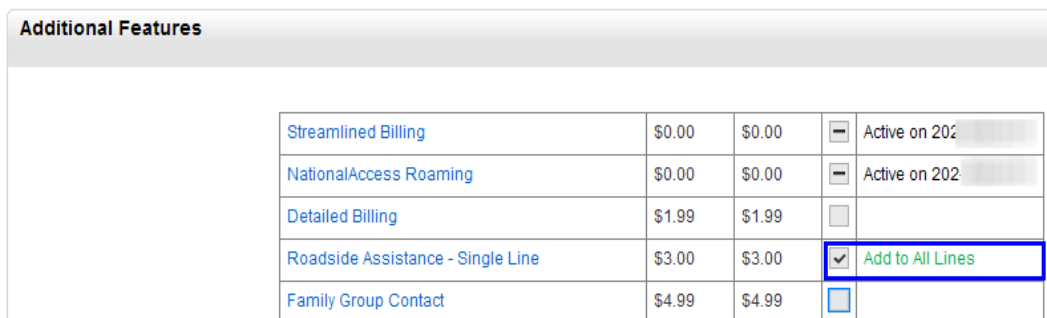 Additional Features
Streamlined Billing $0.00 $0.00 Active on 202
NationalAccess Roaming $0.00 $0.00 Active on 202
Detailed Billing $1.99 $1.99
Roadside Assistance - Single Line $3.00 $3.00 Add to All Lines
Family Group Contact $4.99 $4.99